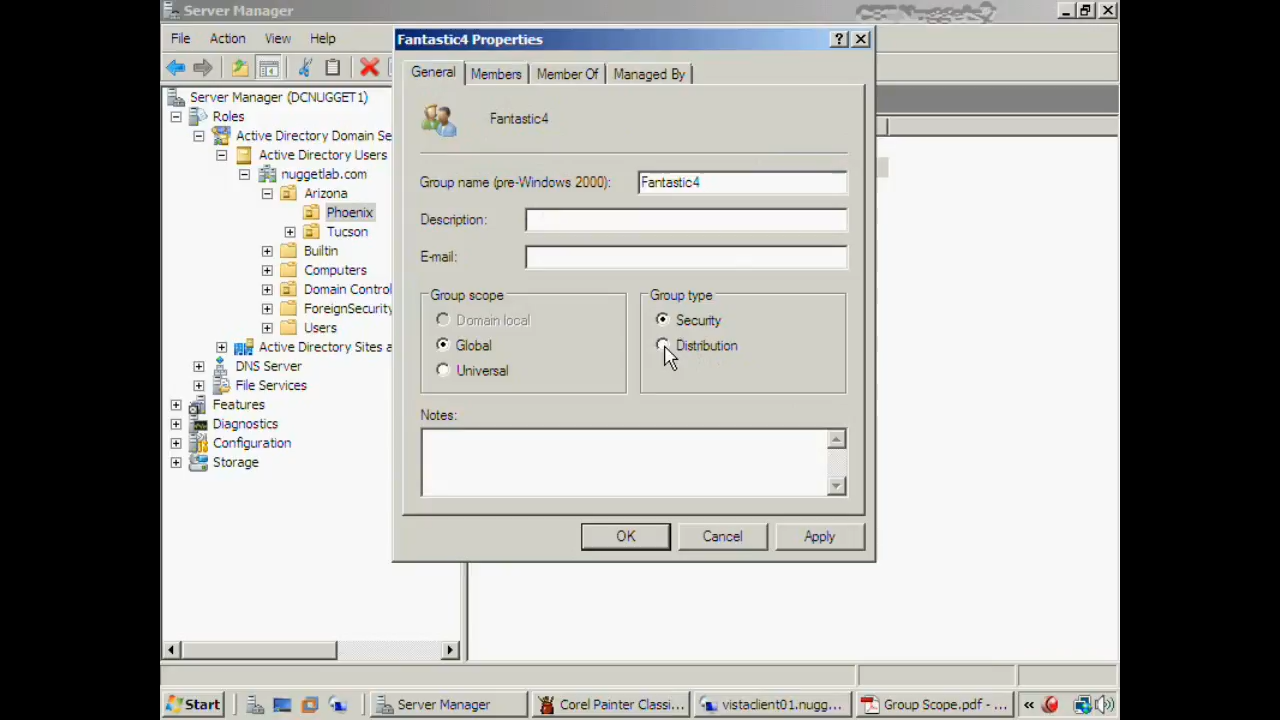 Server Manager
File Action View Help
Server Manager (DCNUGGET1)
Roles
Active Directory Domain Se
Active Directory Users
nuggetlab.com
Arizona
Phoenix
Tucson
Builtin
Computers
Domain Control
ForeignSecurity
Users
Active Directory Sites a
DNS Server
File Services
Features
Diagnostics
Configuration
Storage
Fantastic4 Properties
General Members Member Of Managed By
Fantastic4
Group name (pre-Windows 2000): Fantastic4
Description:
E-mail:
Group scope
Domain local
Global
Universal
Group type
Security
Distribution
Notes:
OK Cancel Apply
Start Server Manager Corel Painter Classi... vistaclient01.nugg... Group Scope.pdf - ... «